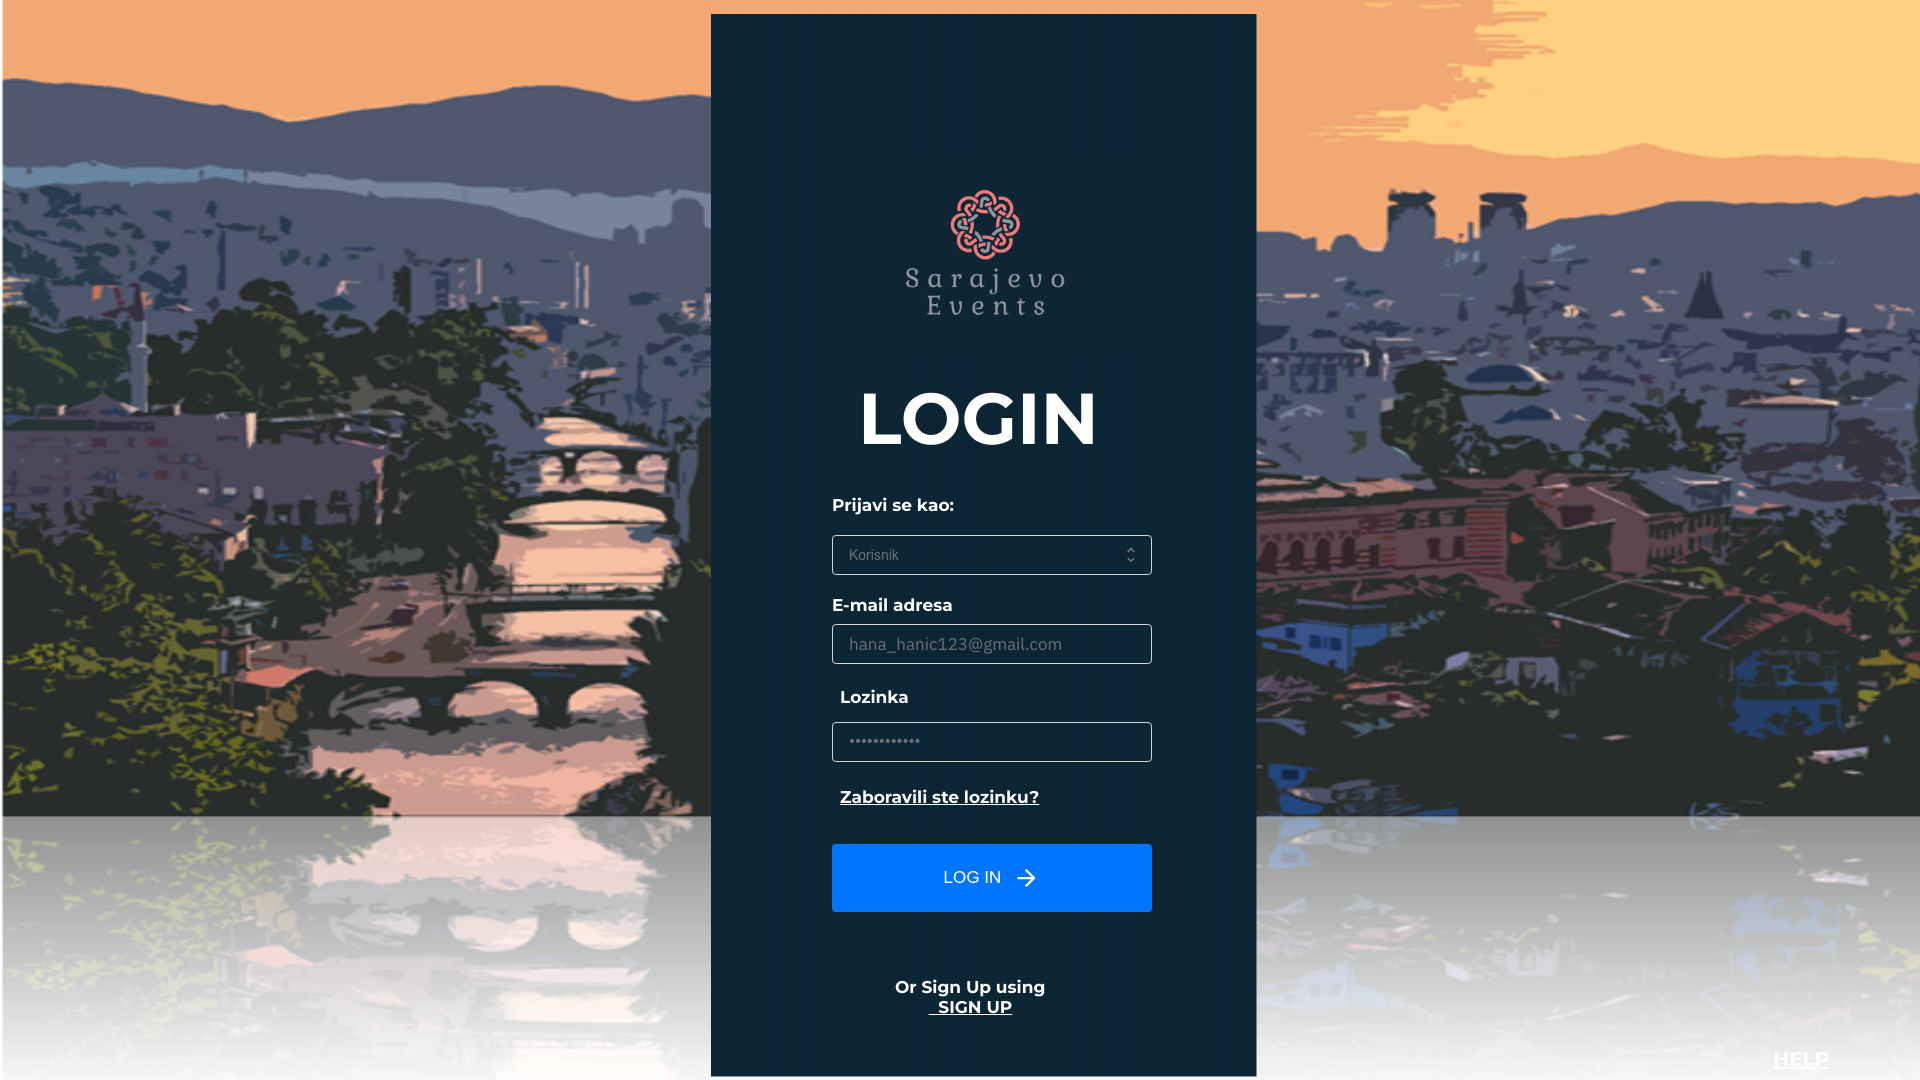 Sarajevo
Events
LOGIN
Prijavi se kao:
Korisnik
E-mail adresa
hana_hanic123@gmail.com
Lozinka
••••••••••••
Zaboravili ste lozinku?
LOG IN
Or Sign Up using
SIGN UP
HELP